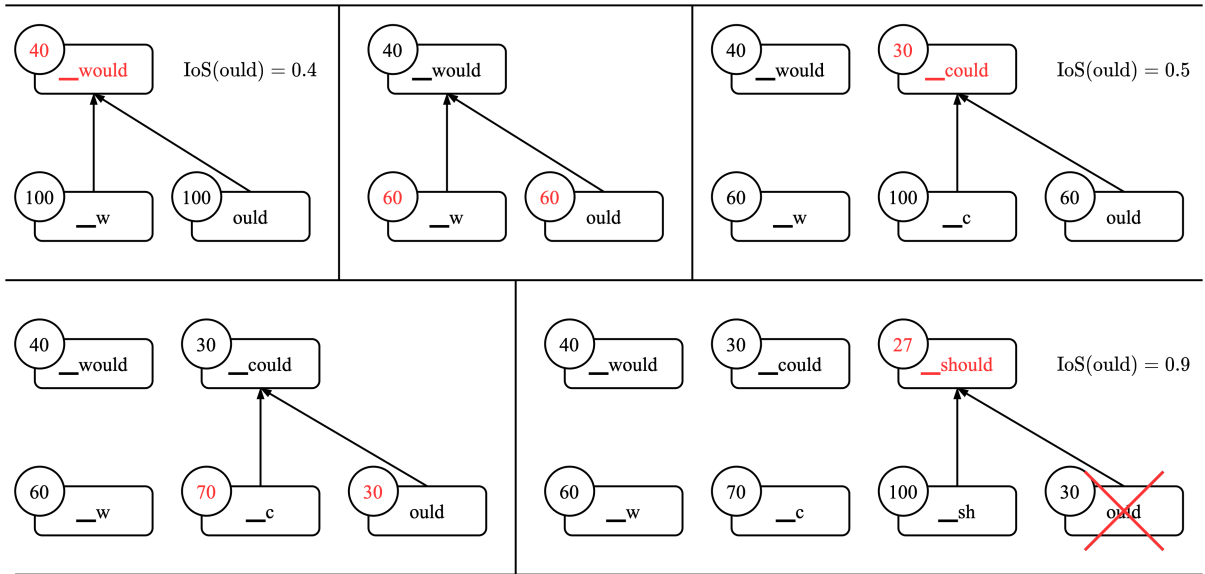 40
__would
IoS(ould) = 0.4
100
__w
100
ould
40
__would
60
__w
60
ould
40
__would
30
__could
IoS(ould) = 0.5
60
__w
100
__c
60
ould
40
__would
30
__could
60
__w
70
__c
30
ould
40
__would
30
__could
27
__should
IoS(ould) = 0.9
60
__w
70
__c
100
__sh
30
ould